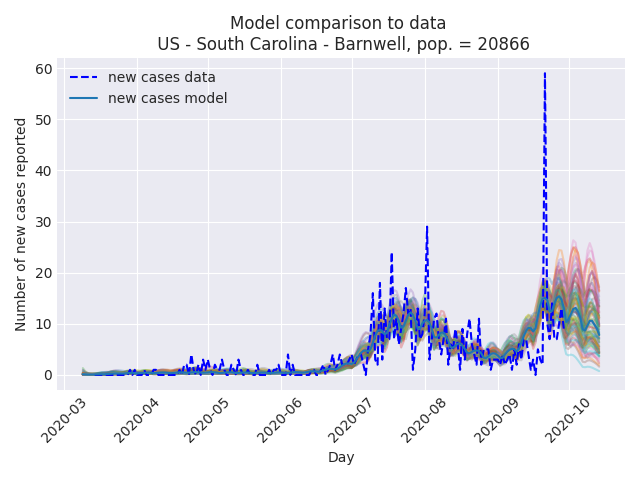 Model comparison to data
US - South Carolina - Barnwell, pop. = 20866
new cases data
new cases model
Number of new cases reported
60
50
40
30
20
10
0
2020-03
2020-04
2020-05
2020-06
2020-07
2020-08
2020-09
2020-10
Day